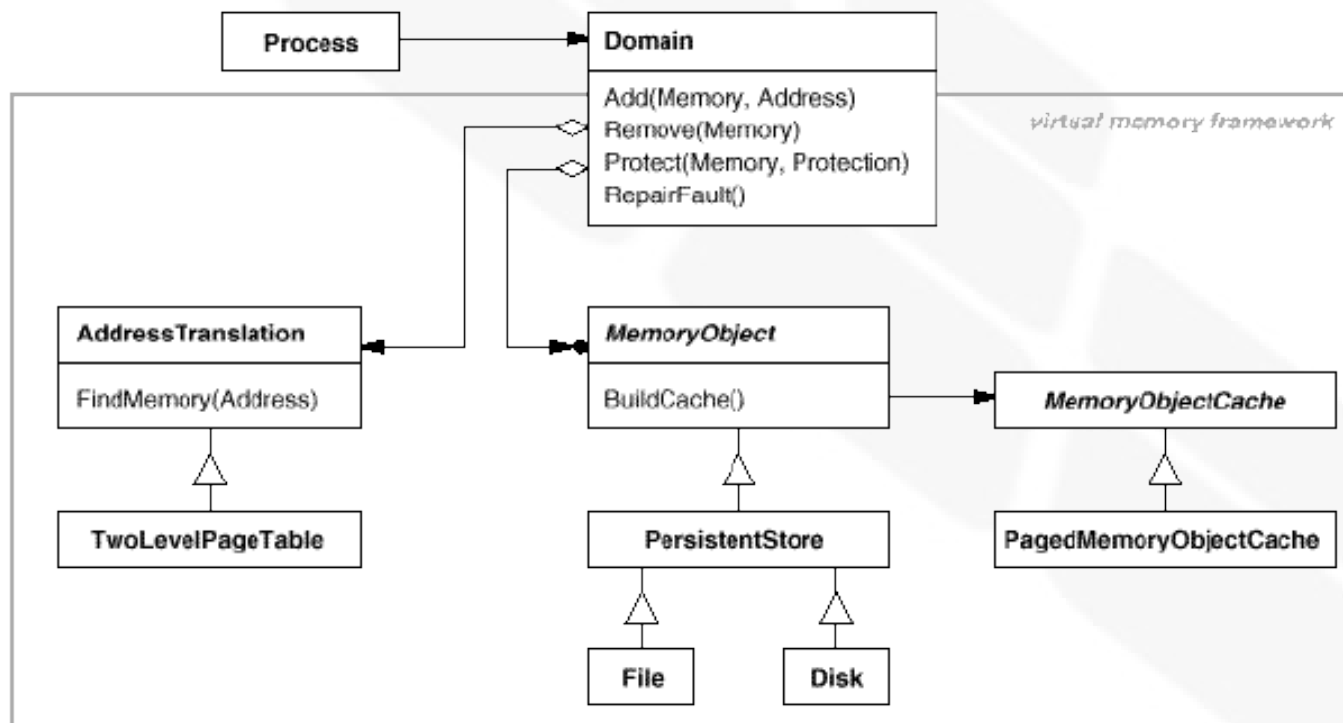 Process
Domain
Add(Memory, Address)
Remove(Memory)
Protect(Memory, Protection)
RepairFault()
virtual memory framework
AddressTranslation
FindMemory(Address)
MemoryObject
BuildCache()
MemoryObjectCache
TwoLevelPageTable
PersistentStore
PagedMemoryObjectCache
File
Disk